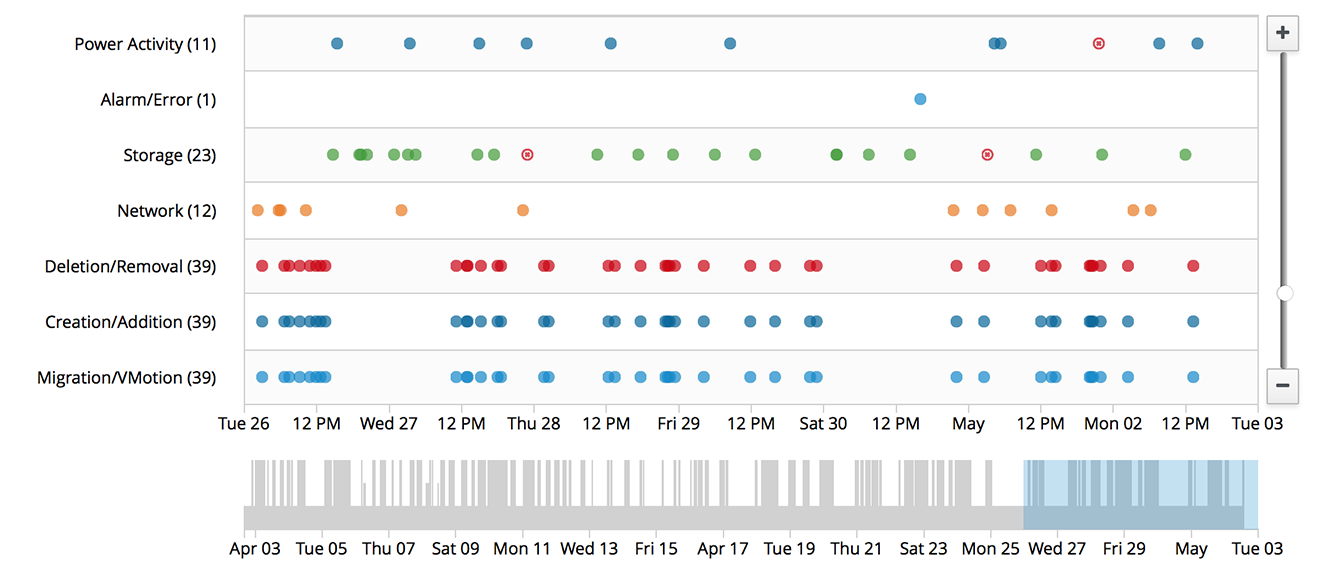 Power Activity (11)
Alarm/Error (1)
Storage (23)
Network (12)
Deletion/Removal (39)
Creation/Addition (39)
Migration/VMotion (39)
Tue 26 12 PM Wed 27 12 PM Thu 28 12 PM Fri 29 12 PM Sat 30 12 PM May 12 PM Mon 02 12 PM Tue 03
Apr 03 Tue 05 Thu 07 Sat 09 Mon 11 Wed 13 Fri 15 Apr 17 Tue 19 Thu 21 Sat 23 Mon 25 Wed 27 Fri 29 May Tue 03